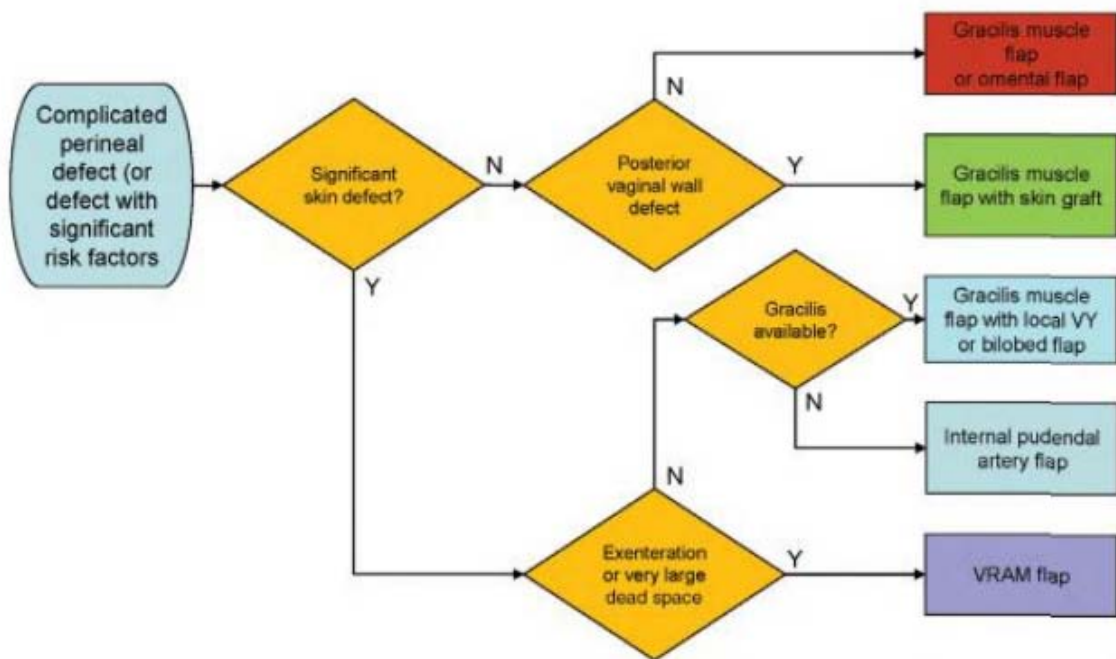 Complicated
perineal
defect (or
defect with
significant
risk factors
Significant
skin defect?
N
Y
Posterior
vaginal wall
defect
N
Y
Gracilis muscle
flap
or omental flap
Gracilis muscle
flap with skin graft
Gracilis
available?
Y
N
Gracilis muscle
flap with local VY
or bilobed flap
Internal pudendal
artery flap
Exenteration
or very large
dead space
N
Y
VRAM flap